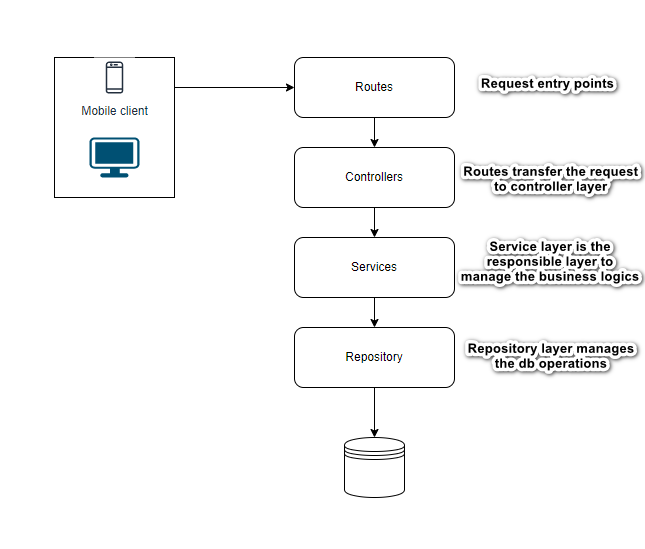 Mobile client
Routes
Request entry points
Controllers
Routes transfer the request
to controller layer
Services
Service layer is the
responsible layer to
manage the business logics
Repository
Repository layer manages
the db operations